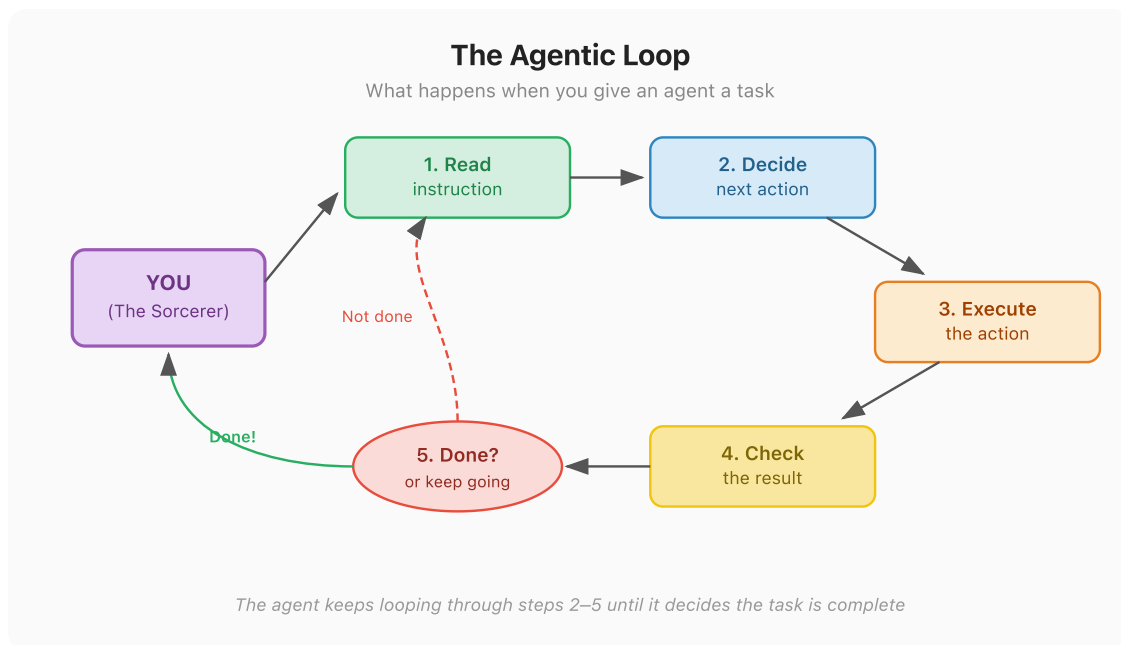 The Agentic Loop
What happens when you give an agent a task
1. Read
instruction
2. Decide
next action
YOU
(The Sorcerer)
3. Execute
the action
Not done
Done!
5. Done?
or keep going
4. Check
the result
The agent keeps looping through steps 2–5 until it decides the task is complete